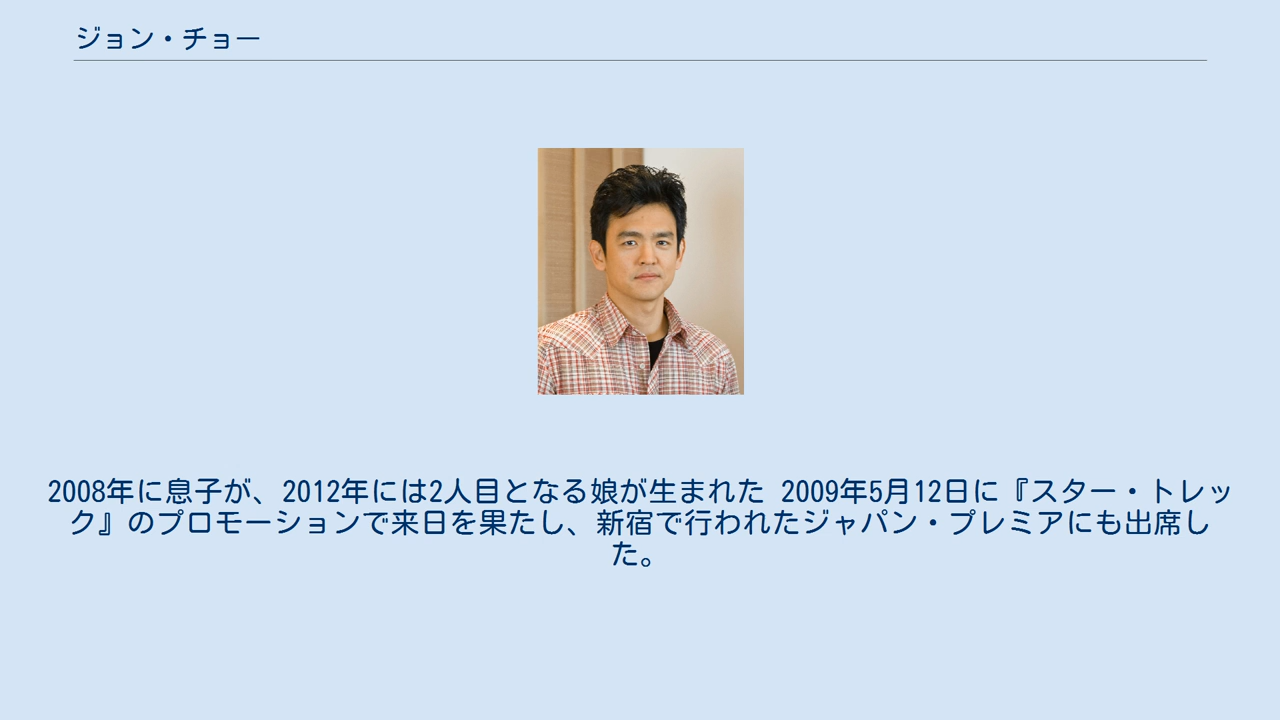 ジョン・チョー
2008年に息子が、2012年には2人目となる娘が生まれた 2009年5月12日に『スター・トレッ
ク』のプロモーションで来日を果たし、新宿で行われたジャパン・プレミアにも出席し
た。